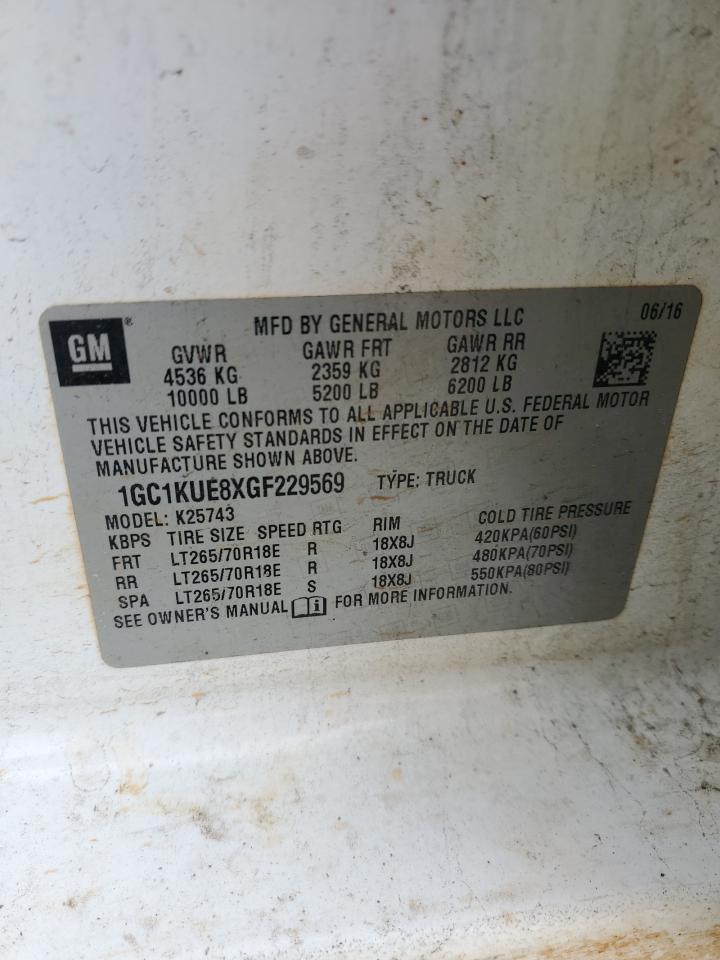 GM®
MFD BY GENERAL MOTORS LLC 06/16
GVWR GAWR FRT GAWR RR
4536 KG 2359 KG 2812 KG
10000 LB 5200 LB 6200 LB
THIS VEHICLE CONFORMS TO ALL APPLICABLE U.S. FEDERAL MOTOR
VEHICLE SAFETY STANDARDS IN EFFECT ON THE DATE OF
MANUFACTURE SHOWN ABOVE.
1GC1KUE8XGF229569 TYPE: TRUCK
MODEL: K25743
KBPS TIRE SIZE SPEED RTG RIM COLD TIRE PRESSURE
FRT LT265/70R18E R 18X8J 420KPA(60PSI)
RR LT265/70R18E R 18X8J 480KPA(70PSI)
SPA LT265/70R18E S 18X8J 550KPA(80PSI)
SEE OWNER'S MANUAL i FOR MORE INFORMATION.